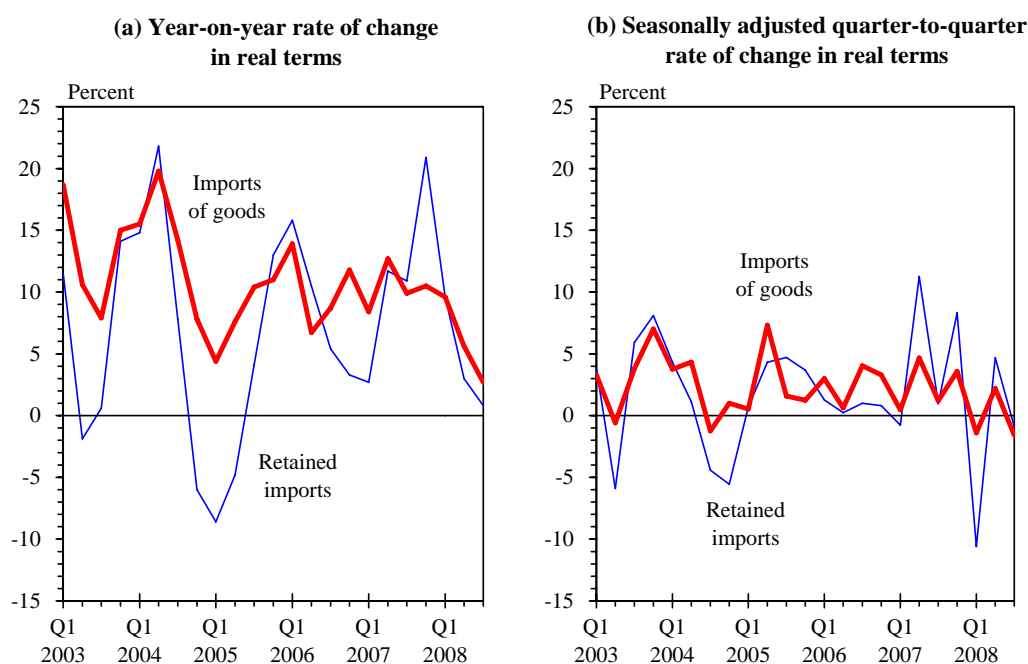 (a) Year-on-year rate of change
in real terms
Percent
25
20
15
10
5
0
-5
-10
-15
Imports
of goods
Retained
imports
Q1 Q1 Q1 Q1 Q1 Q1
2003 2004 2005 2006 2007 2008
(b) Seasonally adjusted quarter-to-quarter
rate of change in real terms
Percent
25
20
15
10
5
0
-5
-10
-15
Imports
of goods
Retained
imports
Q1 Q1 Q1 Q1 Q1 Q1
2003 2004 2005 2006 2007 2008